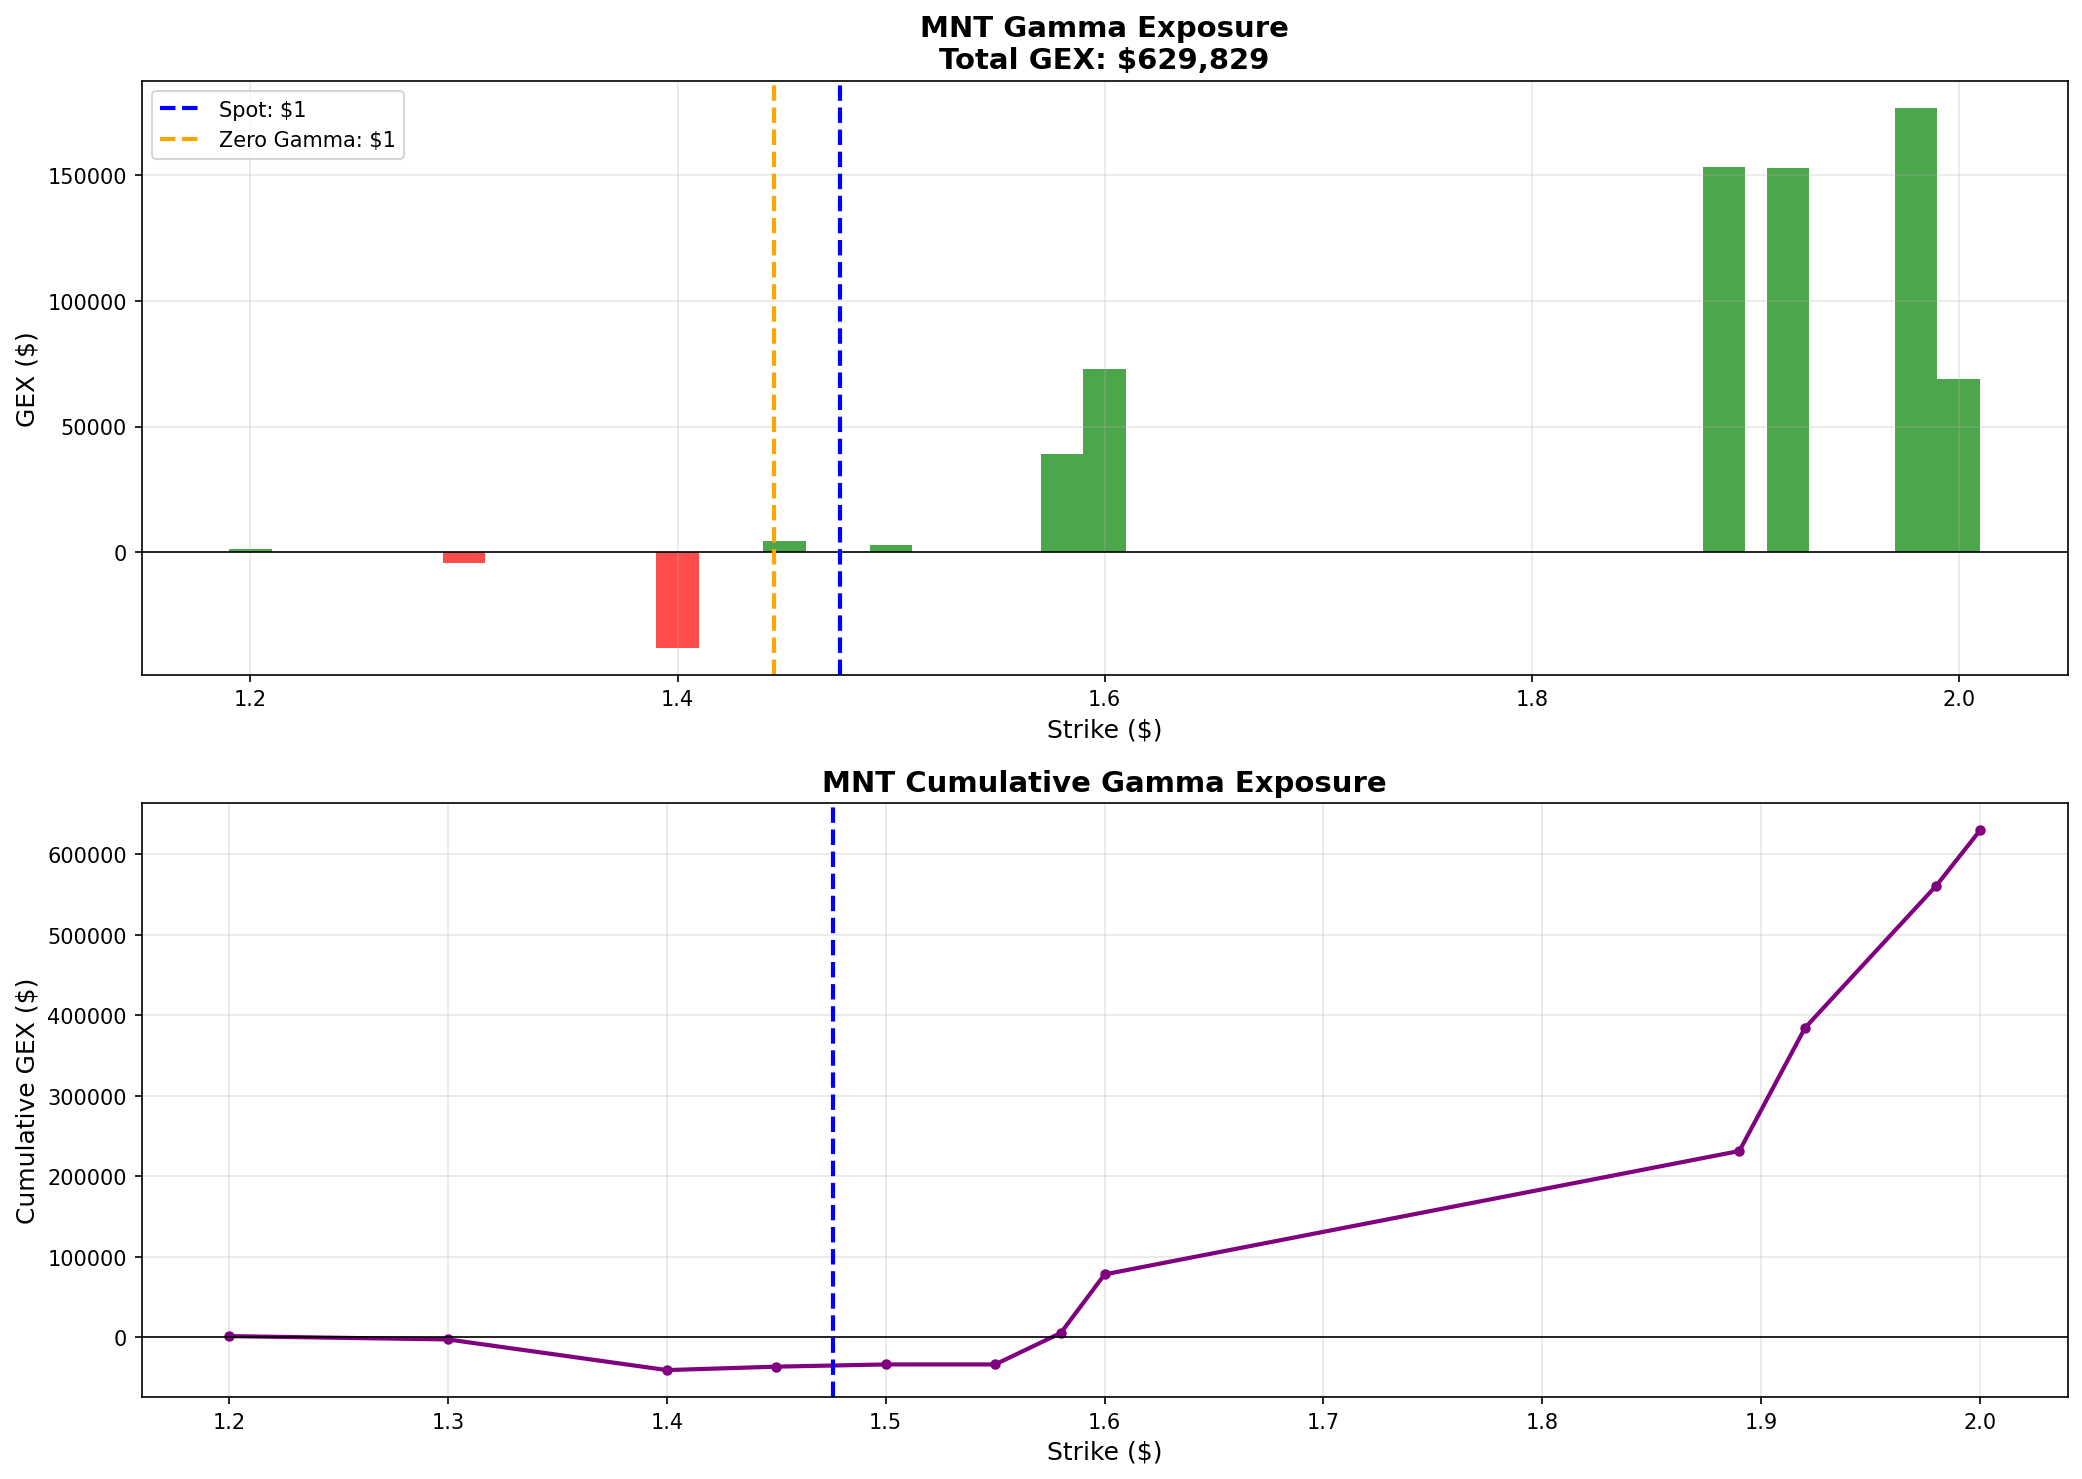 MNT Gamma Exposure
Total GEX: $629,829
Spot: $1
Zero Gamma: $1
GEX ($)
150000
100000
50000
0
1.2 1.4 1.6 1.8 2.0
Strike ($)
MNT Cumulative Gamma Exposure
Cumulative GEX ($)
600000
500000
400000
300000
200000
100000
0
1.2 1.3 1.4 1.5 1.6 1.7 1.8 1.9 2.0
Strike ($)